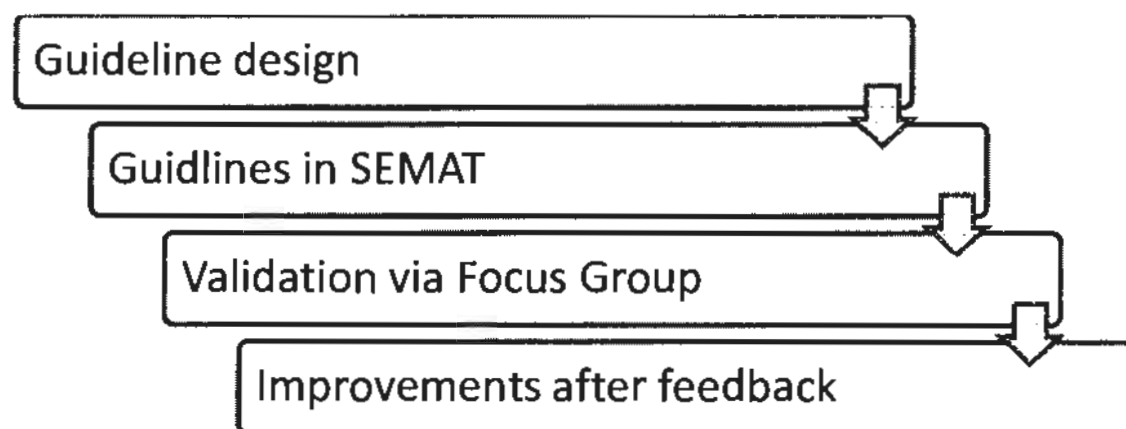 Guideline design
Guidlines in SEMAT
Validation via Focus Group
Improvements after feedback